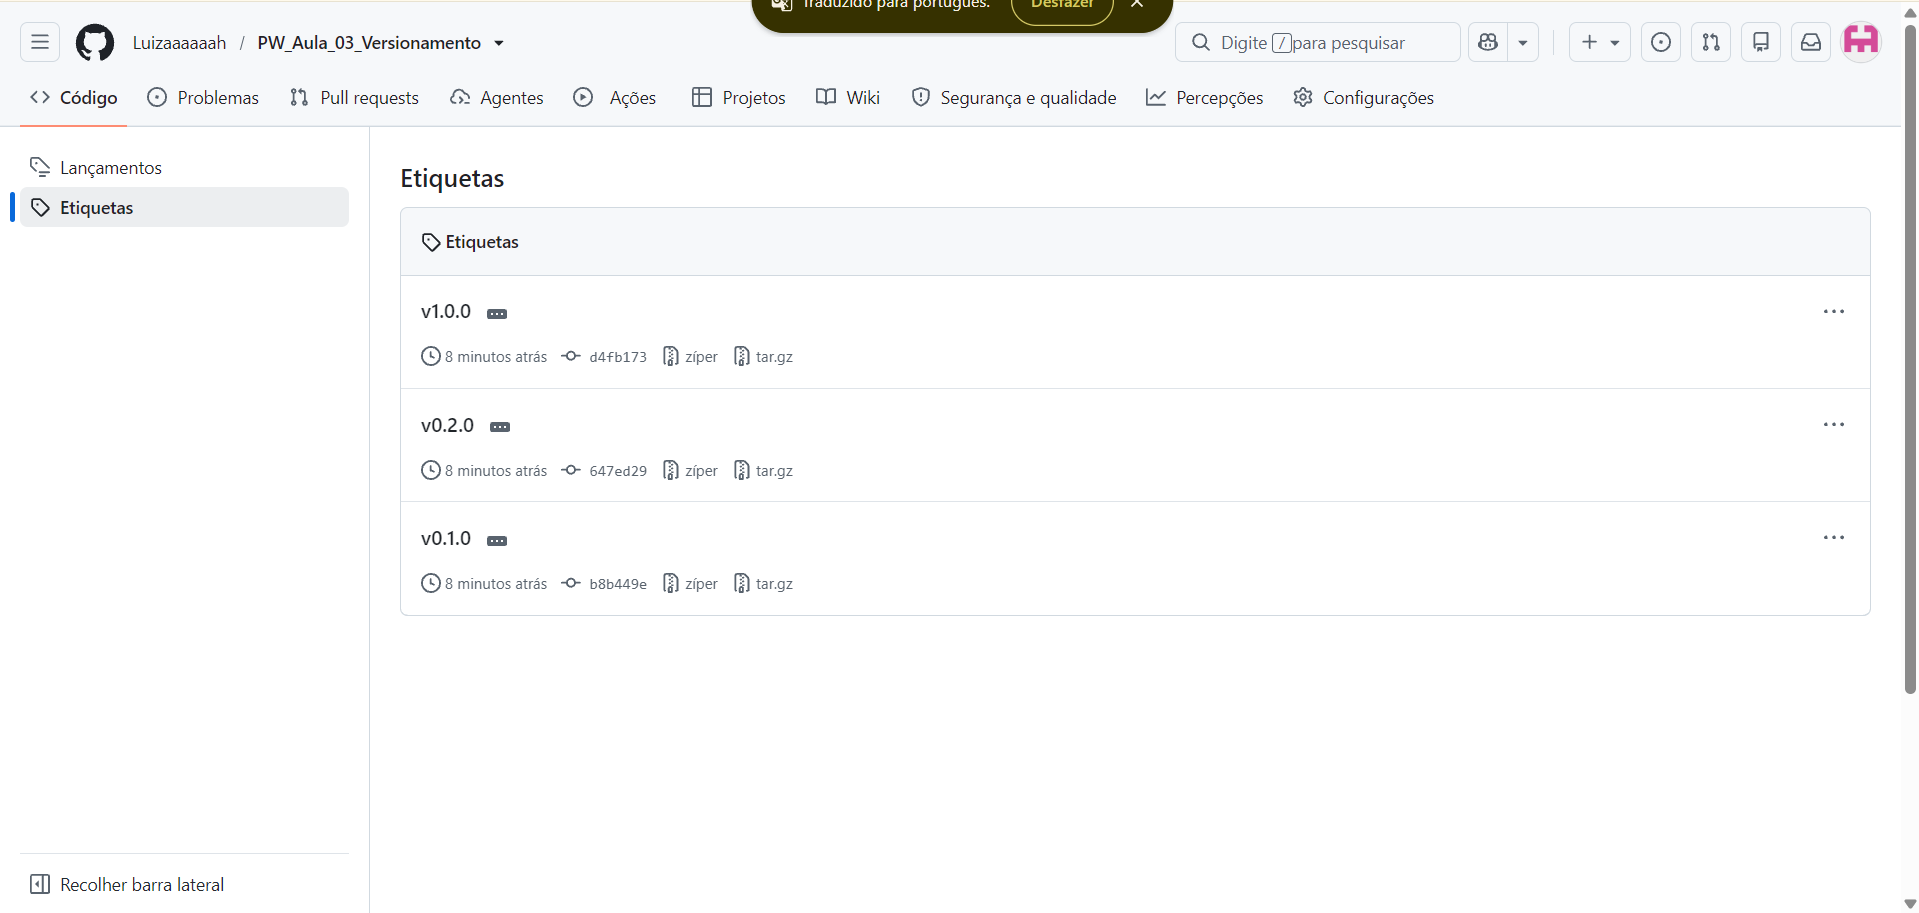 Traduzido para português.
Desfazer
Luizaaaaaah / PW_Aula_03_Versionamento
Digite / para pesquisar
Código
Problemas
Pull requests
Agentes
Ações
Projetos
Wiki
Segurança e qualidade
Percepções
Configurações
Lançamentos
Etiquetas
Etiquetas
Etiquetas
v1.0.0
8 minutos atrás d4fb173 zíper tar.gz
v0.2.0
8 minutos atrás 647ed29 zíper tar.gz
v0.1.0
8 minutos atrás b8b449e zíper tar.gz
Recolher barra lateral